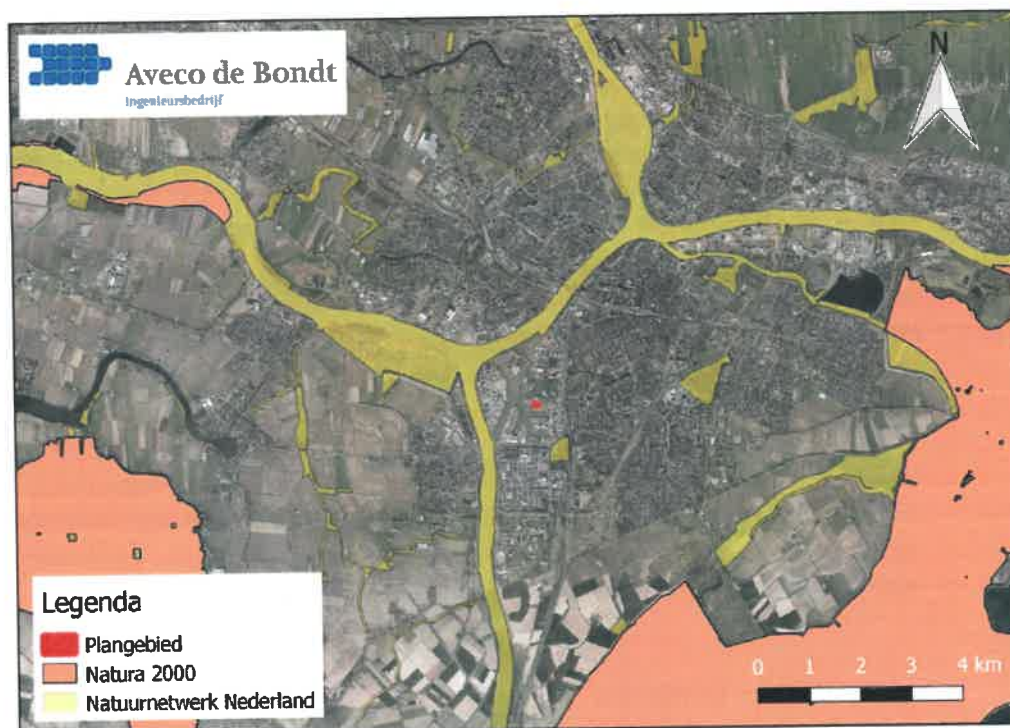 Aveco de Bondt
ingenieursbedrijf
N
Legenda
Plangebied
Natura 2000
Natuurnetwerk Nederland
0 1 2 3 4 km